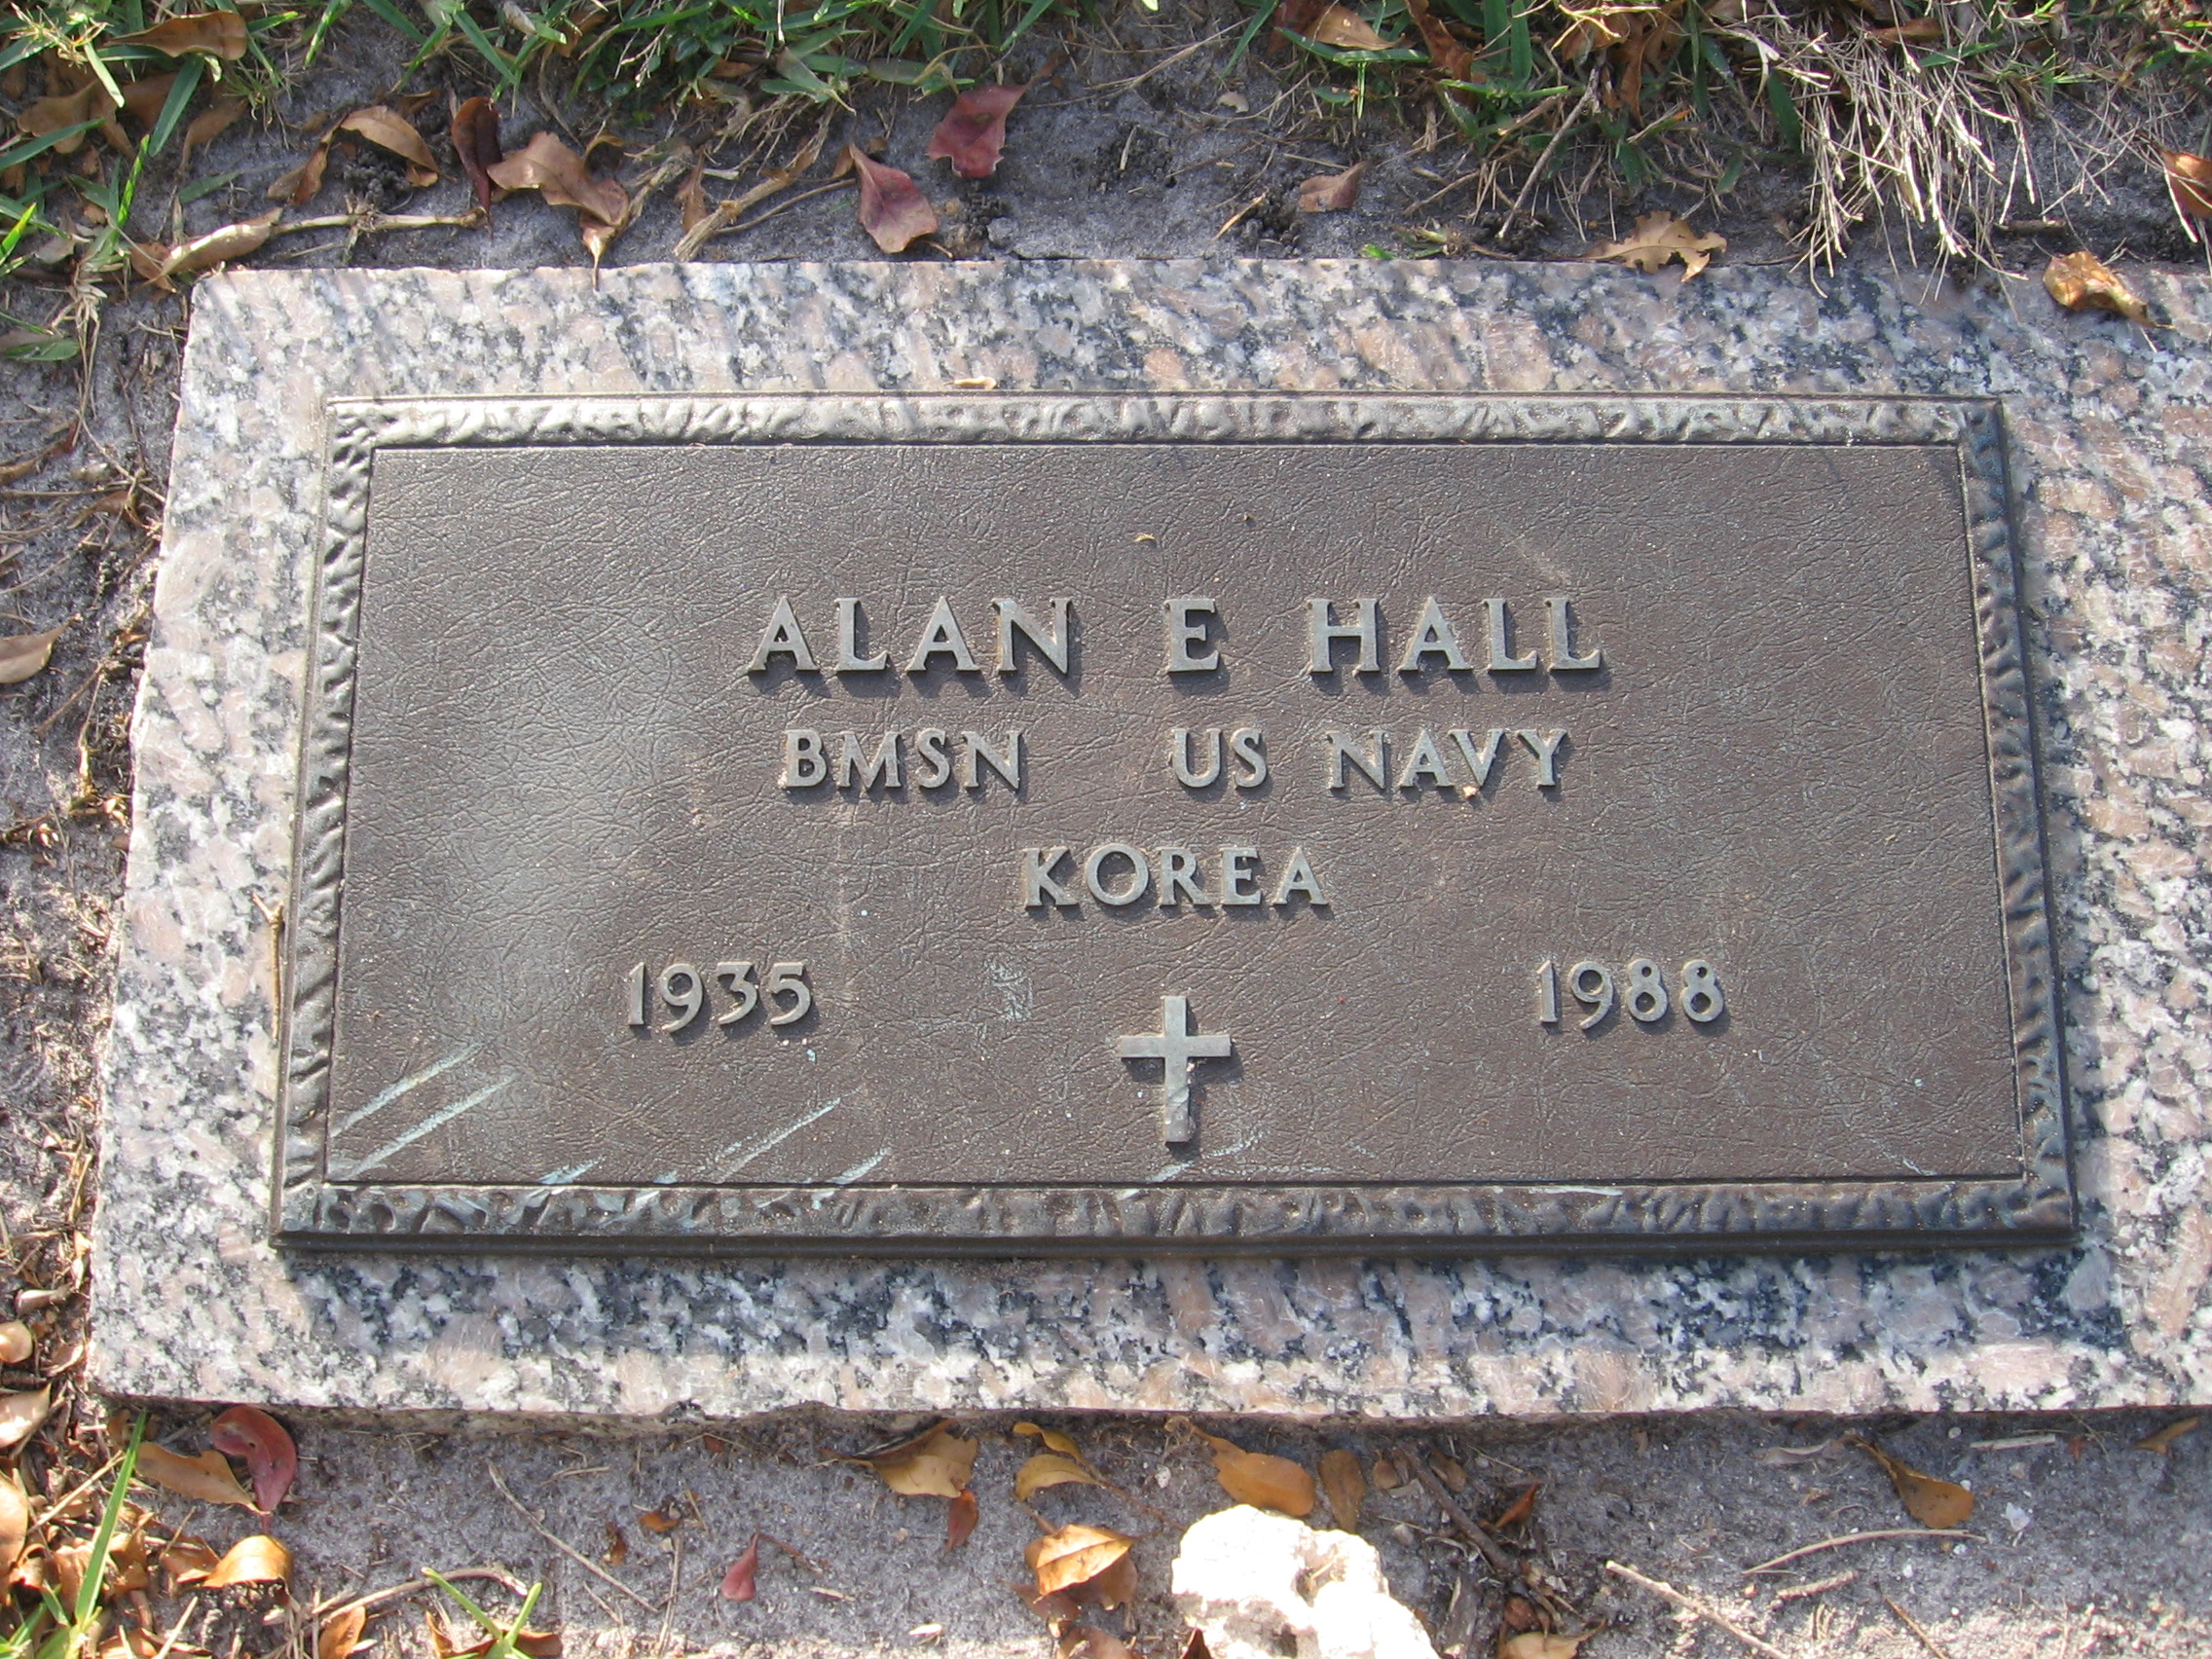 ALAN E HALL
BMSN US NAVY
KOREA
1935 1988